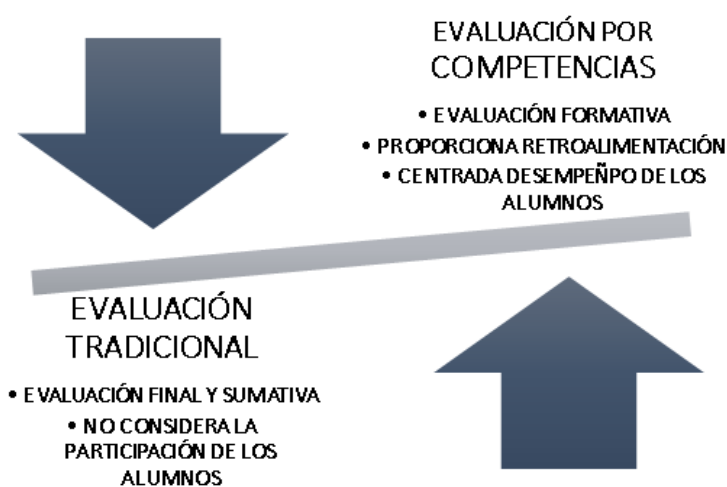 EVALUACIÓN POR
COMPETENCIAS
• EVALUACIÓN FORMATIVA
• PROPORCIONA RETROALIMENTACIÓN
• CENTRADA DESEMPEÑPO DE LOS
ALUMNOS
EVALUACIÓN
TRADICIONAL
• EVALUACIÓN FINAL Y SUMATIVA
• NO CONSIDERA LA
PARTICIPACIÓN DE LOS
ALUMNOS